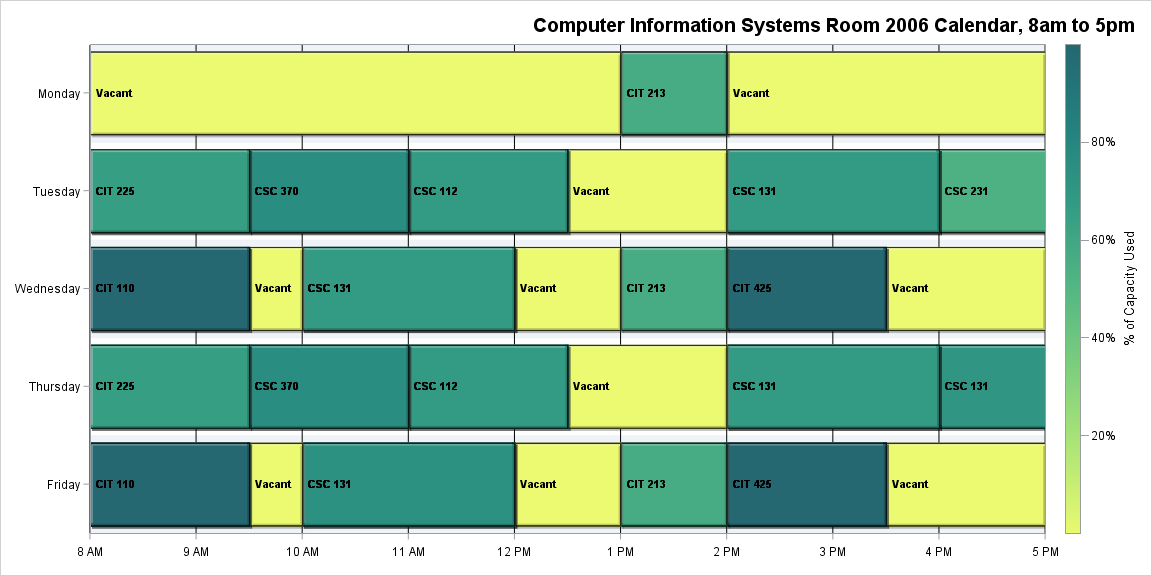 Computer Information Systems Room 2006 Calendar, 8am to 5pm
Monday
Vacant
CIT 213
Vacant
Tuesday
CIT 225
CSC 370
CSC 112
Vacant
CSC 131
CSC 231
Wednesday
CIT 110
Vacant
CSC 131
Vacant
CIT 213
CIT 425
Vacant
Thursday
CIT 225
CSC 370
CSC 112
Vacant
CSC 131
CSC 131
Friday
CIT 110
Vacant
CSC 131
Vacant
CIT 213
CIT 425
Vacant
8 AM
9 AM
10 AM
11 AM
12 PM
1 PM
2 PM
3 PM
4 PM
5 PM
80%
60%
40%
20%
% of Capacity Used